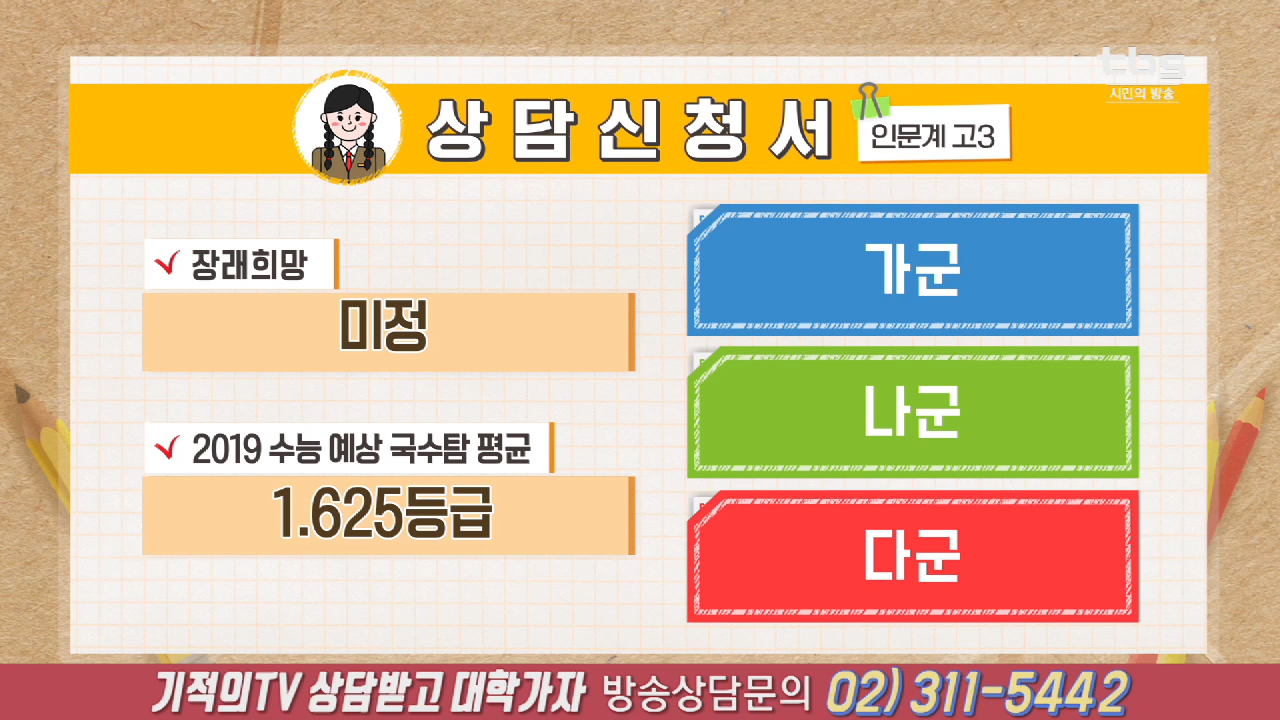 tbs
시민의 방송
상담신청서
인문계 고3
장래희망
미정
2019 수능 예상 국수탐 평균
1.625등급
가군
나군
다군
기적의TV 상담받고 대학가자 방송상담문의 02) 311-5442